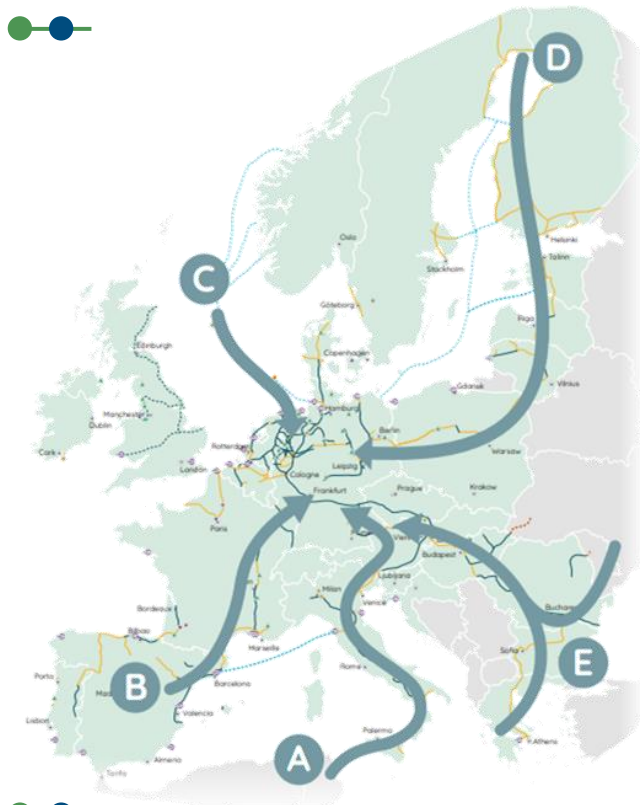 D
Oslo
Helsinki
Tallinn
Stockholm
C
Göteborg
Riga
Edinburgh
Copenhagen
Vilnius
Gdansk
Manchester
Dublin
Hamburg
Berlin
Cork
Rotterdam
Warsaw
London
Leipzig
Cologne
Frankfurt
Prague
Krakow
Paris
Budapest
Ljubljana
Milan
Venice
Bordeaux
Bilbao
Marseille
Sofia
Rome
E
Porto
B
Barcelona
Valencia
Lisbon
Palermo
Athens
Almeria
A
Tarifa